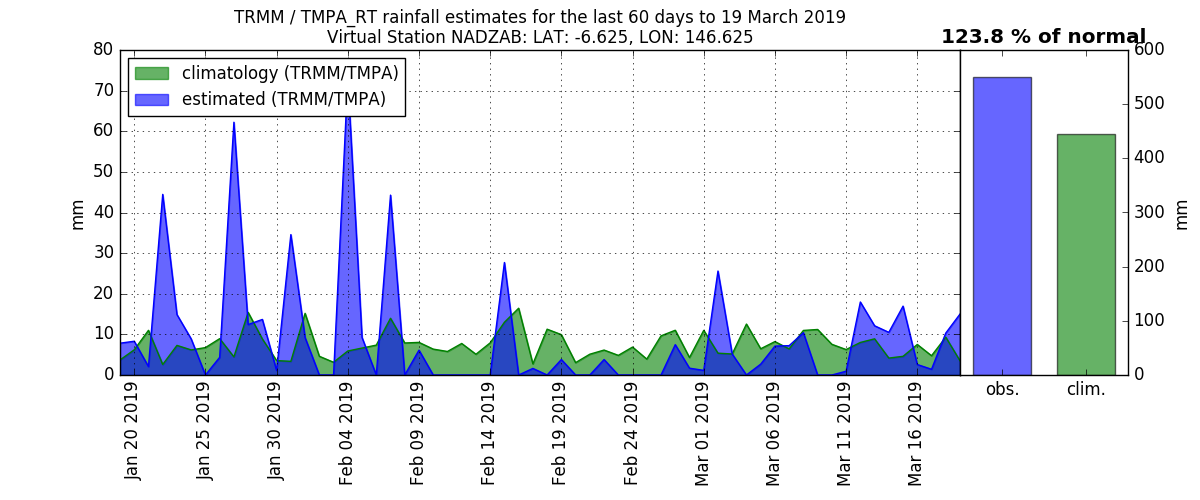 TRMM / TMPA_RT rainfall estimates for the last 60 days to 19 March 2019
Virtual Station NADZAB: LAT: -6.625, LON: 146.625
123.8 % of normal
climatology (TRMM/TMPA)
estimated (TRMM/TMPA)
80
70
60
50
40
30
20
10
0
mm
600
500
400
300
200
100
0
mm
obs.
clim.
Jan 20 2019
Jan 25 2019
Jan 30 2019
Feb 04 2019
Feb 09 2019
Feb 14 2019
Feb 19 2019
Feb 24 2019
Mar 01 2019
Mar 06 2019
Mar 11 2019
Mar 16 2019